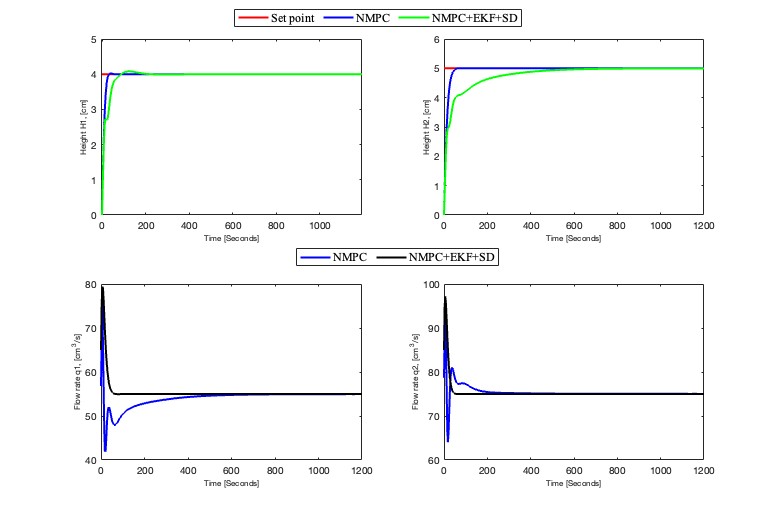 Set point NMPC NMPC+EKF+SD
5
4
3
2
1
0
Height H1, [cm]
0 200 400 600 800 1000
Time [Seconds]
6
5
4
3
2
1
0
Height H2, [cm]
0 200 400 600 800 1000 1200
Time [Seconds]
NMPC NMPC+EKF+SD
80
70
60
50
40
Flow rate q1, [cm³/s]
0 200 400 600 800 1000 1200
Time [Seconds]
100
90
80
70
60
Flow rate q2, [cm³/s]
0 200 400 600 800 1000 1200
Time [Seconds]